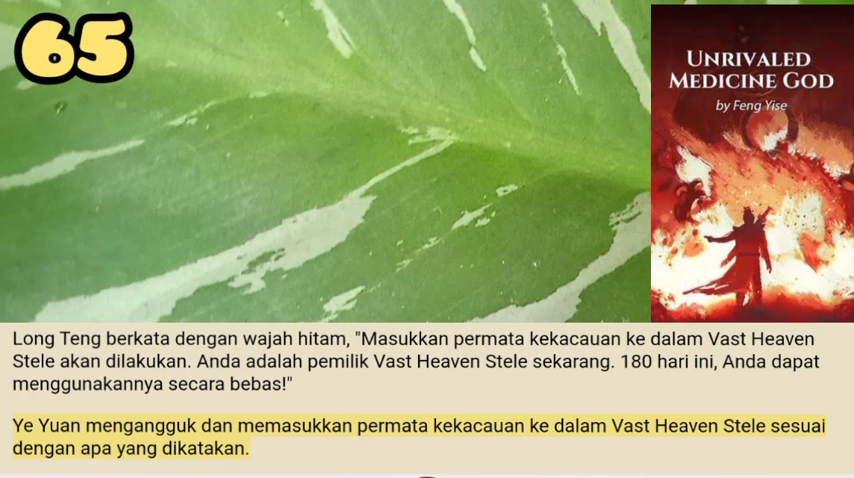 65
UNRIVALED
MEDICINE GOD
by Feng Yise
Long Teng berkata dengan wajah hitam, "Masukkan permata kekacauan ke dalam Vast Heaven
Stele akan dilakukan. Anda adalah pemilik Vast Heaven Stele sekarang. 180 hari ini, Anda dapat
menggunakannya secara bebas!"
Ye Yuan mengangguk dan memasukkan permata kekacauan ke dalam Vast Heaven Stele sesuai
dengan apa yang dikatakan.